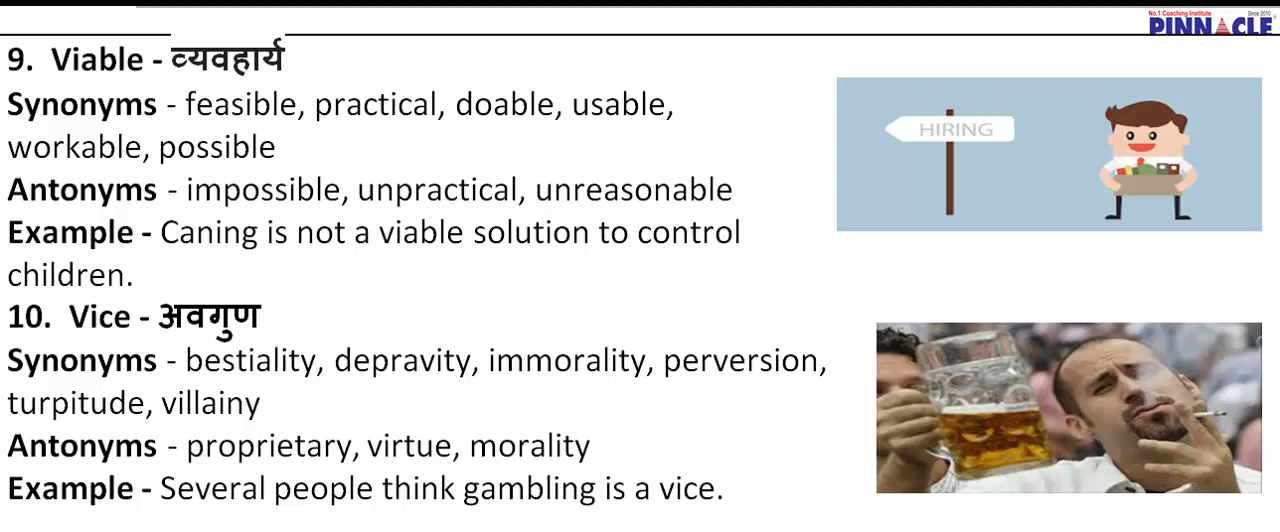 No.1 Coaching Institute Since 2010
PINNACLE
9. Viable - व्यवहार्य
Synonyms - feasible, practical, doable, usable,
workable, possible
Antonyms - impossible, unpractical, unreasonable
Example - Caning is not a viable solution to control
children.
HIRING
10. Vice - अवगुण
Synonyms - bestiality, depravity, immorality, perversion,
turpitude, villainy
Antonyms - proprietary, virtue, morality
Example - Several people think gambling is a vice.